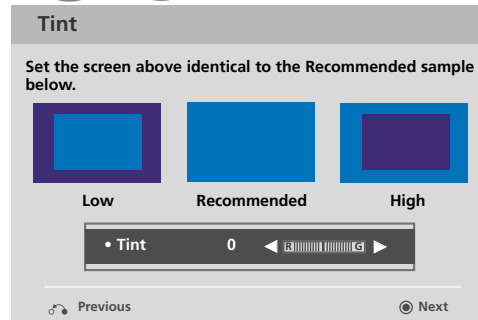 Tint
Set the screen above identical to the Recommended sample
below.
Low Recommended High
• Tint 0 R G
Previous Next